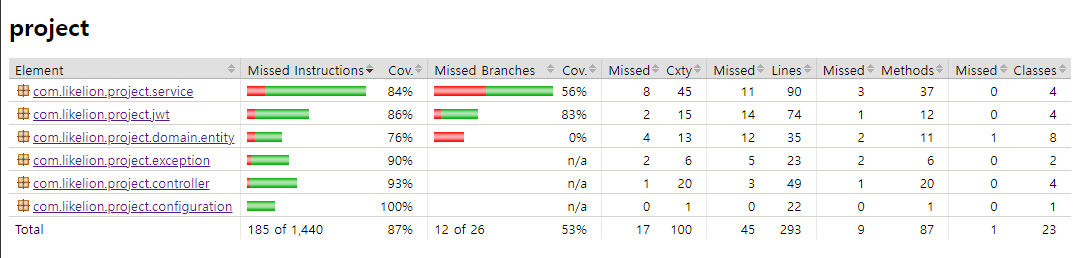 project
Element Missed Instructions Cov. Missed Branches Cov. Missed Cxty Missed Lines Missed Methods Missed Classes
com.likelion.project.service 84% 56% 8 45 11 90 3 37 0 4
com.likelion.project.jwt 86% 83% 2 15 14 74 1 12 0 4
com.likelion.project.domain.entity 76% 0% 4 13 12 35 2 11 1 8
com.likelion.project.exception 90% n/a 2 6 5 23 2 6 0 2
com.likelion.project.controller 93% n/a 1 20 3 49 1 20 0 4
com.likelion.project.configuration 100% n/a 0 1 0 22 0 1 0 1
Total 185 of 1,440 87% 12 of 26 53% 17 100 45 293 9 87 1 23